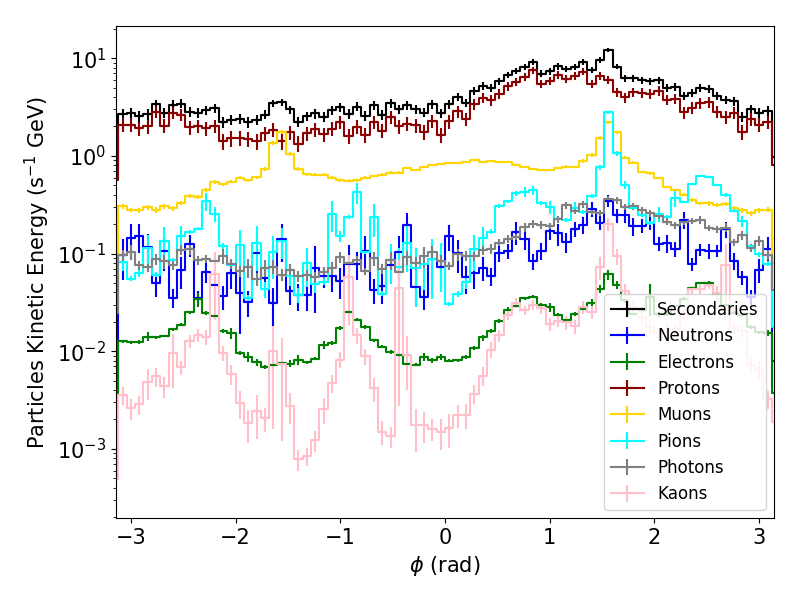 Particles Kinetic Energy (s⁻¹ GeV)
10¹
10⁰
10⁻¹
10⁻²
10⁻³
−3 −2 −1 0 1 2 3
ϕ (rad)
Secondaries
Neutrons
Electrons
Protons
Muons
Pions
Photons
Kaons